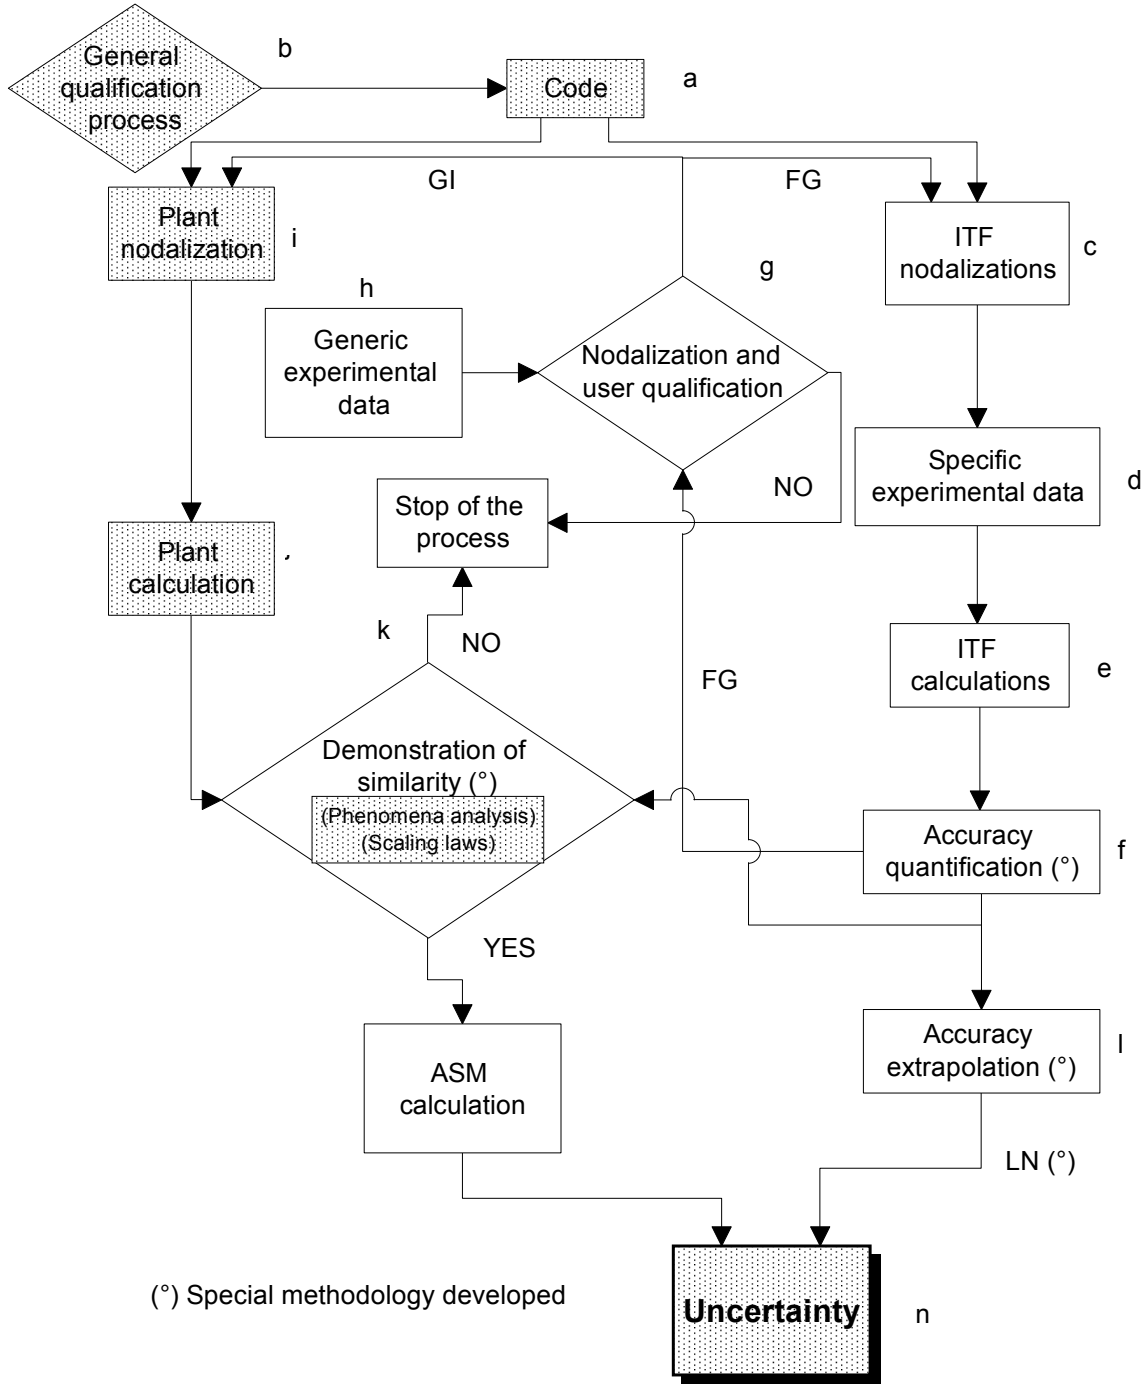 General
qualification
process
b
Code
a
GI
FG
Plant
nodalization
i
ITF
nodalizations
c
g
h
Generic
experimental
data
Nodalization and
user qualification
Specific
experimental data
d
NO
Stop of the
process
Plant
calculation
k
NO
FG
ITF
calculations
e
Demonstration of
similarity (°)
(Phenomena analysis)
(Scaling laws)
Accuracy
quantification (°)
f
YES
ASM
calculation
Accuracy
extrapolation (°)
l
LN (°)
(°) Special methodology developed
Uncertainty
n